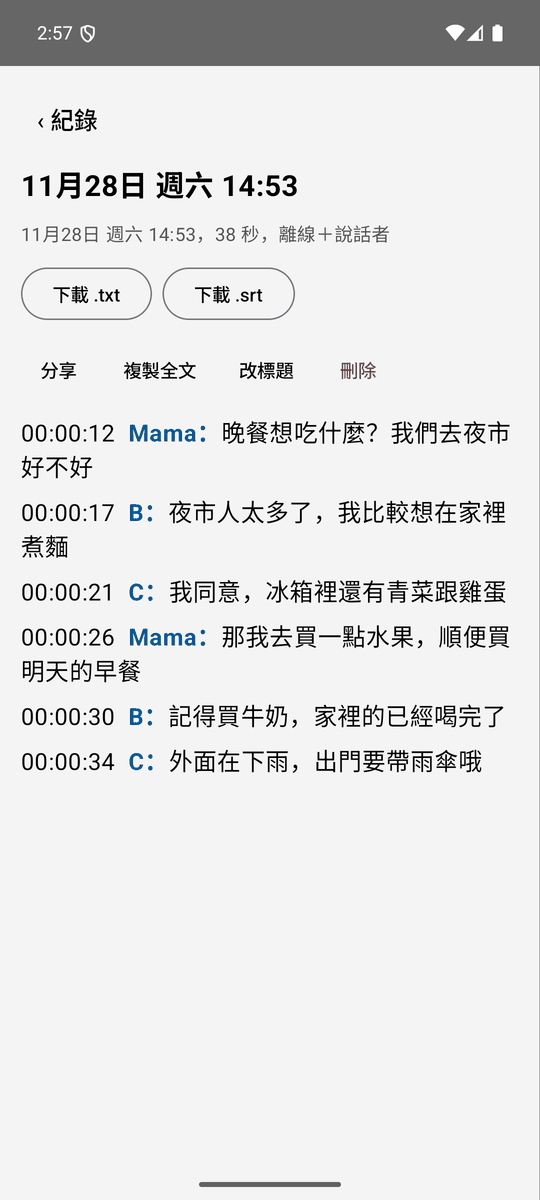 2:57
‹ 紀錄
11月28日 週六 14:53
11月28日 週六 14:53，38 秒，離線＋說話者
下載 .txt 下載 .srt
分享 複製全文 改標題 刪除
00:00:12 Mama：晚餐想吃什麼？我們去夜市
好不好
00:00:17 B：夜市人太多了，我比較想在家裡
煮麵
00:00:21 C：我同意，冰箱裡還有青菜跟雞蛋
00:00:26 Mama：那我去買一點水果，順便買
明天的早餐
00:00:30 B：記得買牛奶，家裡的已經喝完了
00:00:34 C：外面在下雨，出門要帶雨傘哦